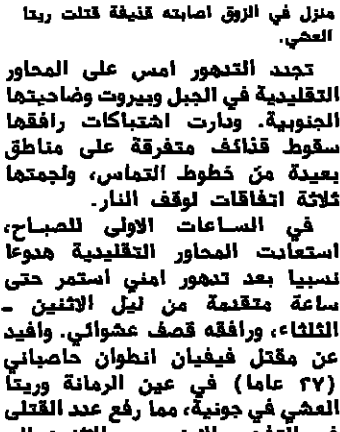 منزل في الزوق اصابته قذيفة قتلت ريتا
العشي.
تجدد التدهور امس على المحاور
التقليدية في الجبل وبيروت وضاحيتها
الجنوبية. ودارت اشتباكات رافقها
سقوط قذائف متفرقة على مناطق
بعيدة من خطوط التماس، ولجمتها
ثلاثة اتفاقات لوقف النار.
في الساعات الاولى للصباح،
استعادت المحاور التقليدية هدوءا
نسبيا بعد تدهور امني استمر حتى
ساعة متقدمة من ليل الاثنين -
الثلثاء، ورافقه قصف عشوائي. وافيد
عن مقتل فيفيان انطوان حاصباني
(٢٧ عاما) في عين الرمانة وريتا
العشي في جونية، مما رفع عدد القتلى